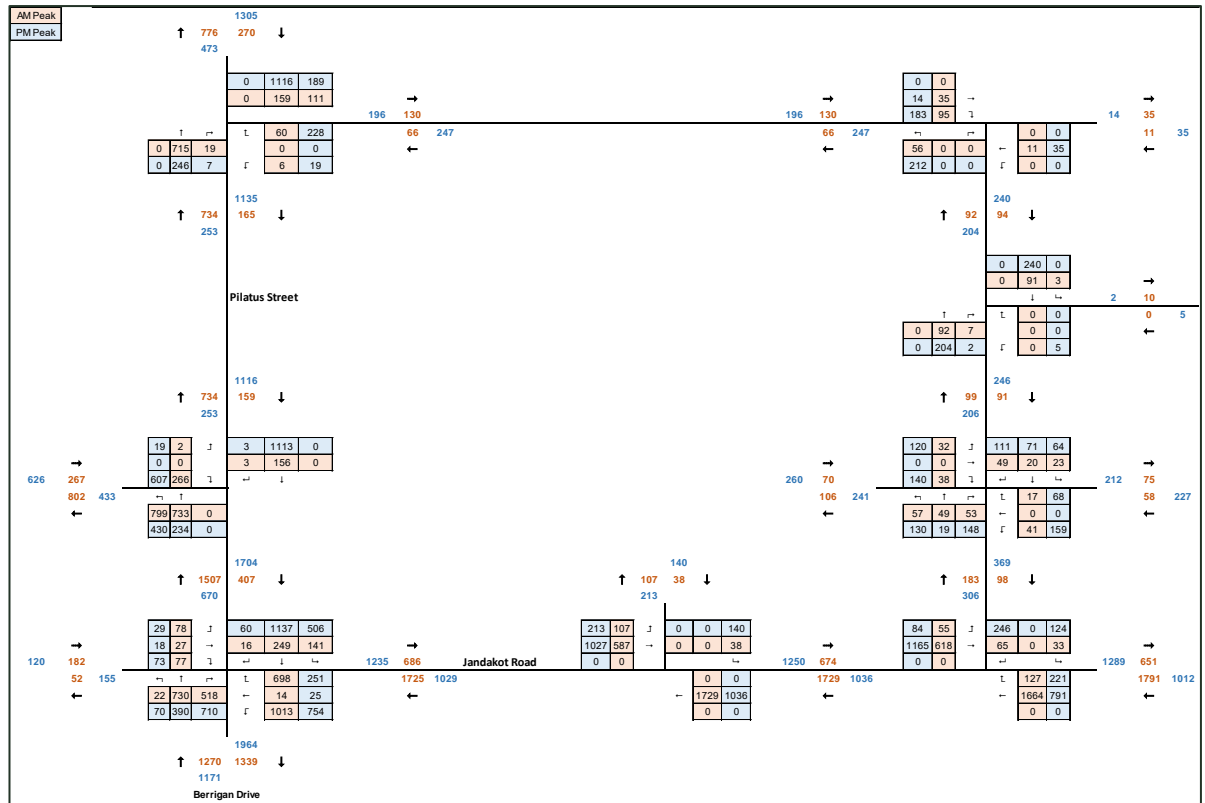 AM Peak 1305
PM Peak ↑ 776 270 ↓
473
0 1116 189 0 0
0 159 111 → → 14 35 → →
196 130 196 130 183 95 ↴ 14 35
↑ ↱ 60 228 66 247 66 247 0 0 11 35
0 715 19 0 0 ← ← 56 0 0 ← 11 35 ←
0 246 7 6 19 212 0 0 0 0
1135 240
↑ 734 165 ↓ ↑ 92 94 ↓
253 204
0 240 0
0 91 3 →
Pilatus Street 2 10
↑ ↱ 0 0 0 5
0 92 7 0 0 ←
0 204 2 0 5
1116 246
↑ 734 159 ↓ ↑ 99 91 ↓
253 206
19 2 3 1113 0 120 32 111 71 64
→ 0 0 3 156 0 → 0 0 → 49 20 23 →
626 267 607 266 260 70 140 38 212 75
802 433 106 241 17 68 58 227
← 799 733 0 ← 57 49 53 ← 0 0 ←
430 234 0 130 19 148 41 159
1704 140 369
↑ 1507 407 ↓ ↑ 107 38 ↓ ↑ 183 98 ↓
670 213 306
29 78 60 1137 506 213 107 0 0 140 84 55 246 0 124
→ 18 27 → 16 249 141 → 1027 587 → 0 0 38 → 1165 618 → 65 0 33 →
120 182 73 77 1235 686 Jandakot Road 0 0 1250 674 0 0 1289 651
52 155 698 251 1725 1029 0 0 1729 1036 127 221 1791 1012
← 22 730 518 ← 14 25 ← ← 1729 1036 ← ← 1664 791 ←
70 390 710 1013 754 0 0 0 0
1964
↑ 1270 1339 ↓
1171
Berrigan Drive